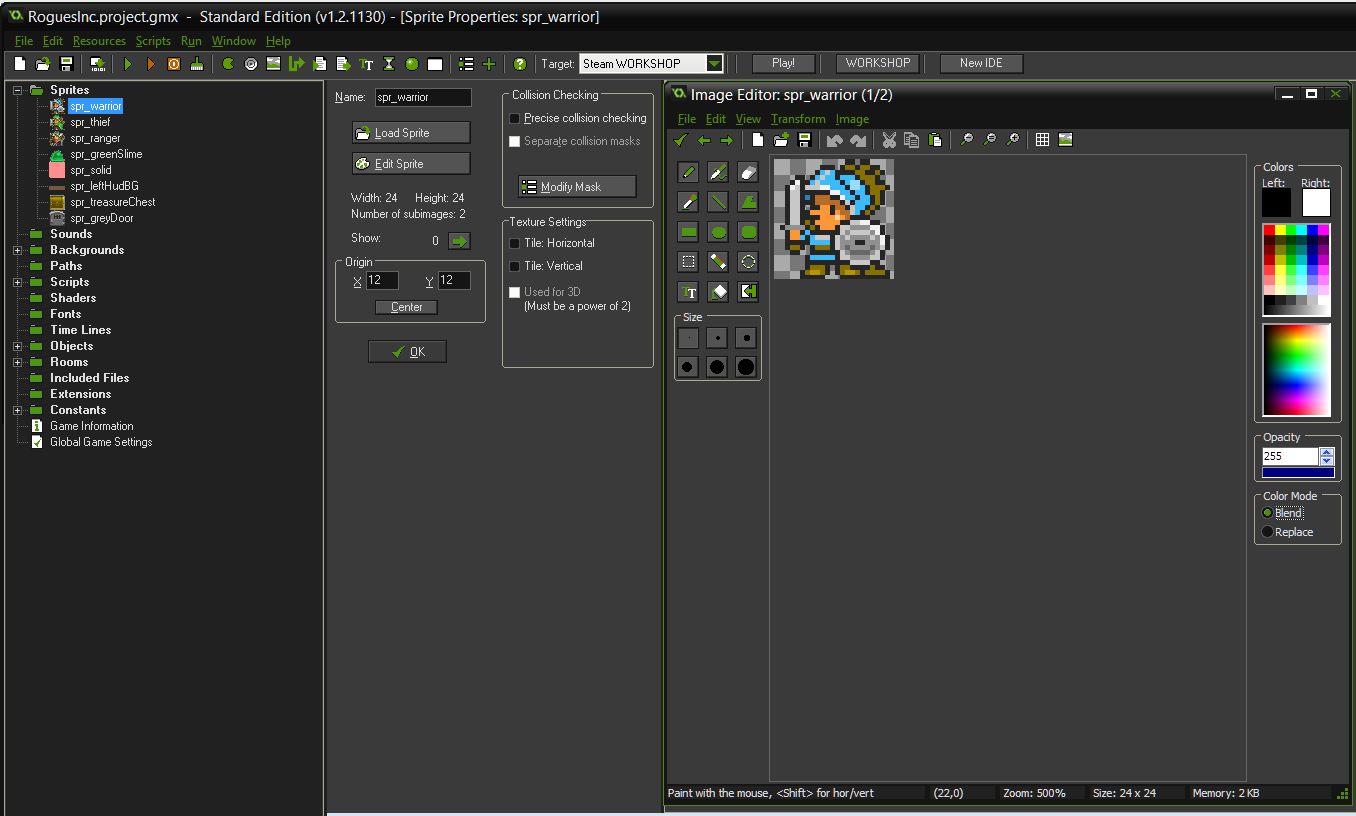 RoguesInc.project.gmx - Standard Edition (v1.2.1130) - [Sprite Properties: spr_warrior]
File Edit Resources Scripts Run Window Help
Target: Steam WORKSHOP Play! WORKSHOP New IDE
Sprites
spr_warrior
spr_thief
spr_ranger
spr_greenSlime
spr_solid
spr_leftHudBG
spr_treasureChest
spr_greyDoor
Sounds
Backgrounds
Paths
Scripts
Shaders
Fonts
Time Lines
Objects
Rooms
Included Files
Extensions
Constants
Game Information
Global Game Settings
Name: spr_warrior
Load Sprite
Edit Sprite
Width: 24 Height: 24
Number of subimages: 2
Show: 0
Origin
X 12 Y 12
Center
OK
Collision Checking
Precise collision checking
Separate collision masks
Modify Mask
Texture Settings
Tile: Horizontal
Tile: Vertical
Used for 3D
(Must be a power of 2)
Image Editor: spr_warrior (1/2)
File Edit View Transform Image
Size
Colors
Left: Right:
Opacity
255
Color Mode
Blend
Replace
Paint with the mouse, <Shift> for hor/vert (22,0) Zoom: 500% Size: 24 x 24 Memory: 2 KB